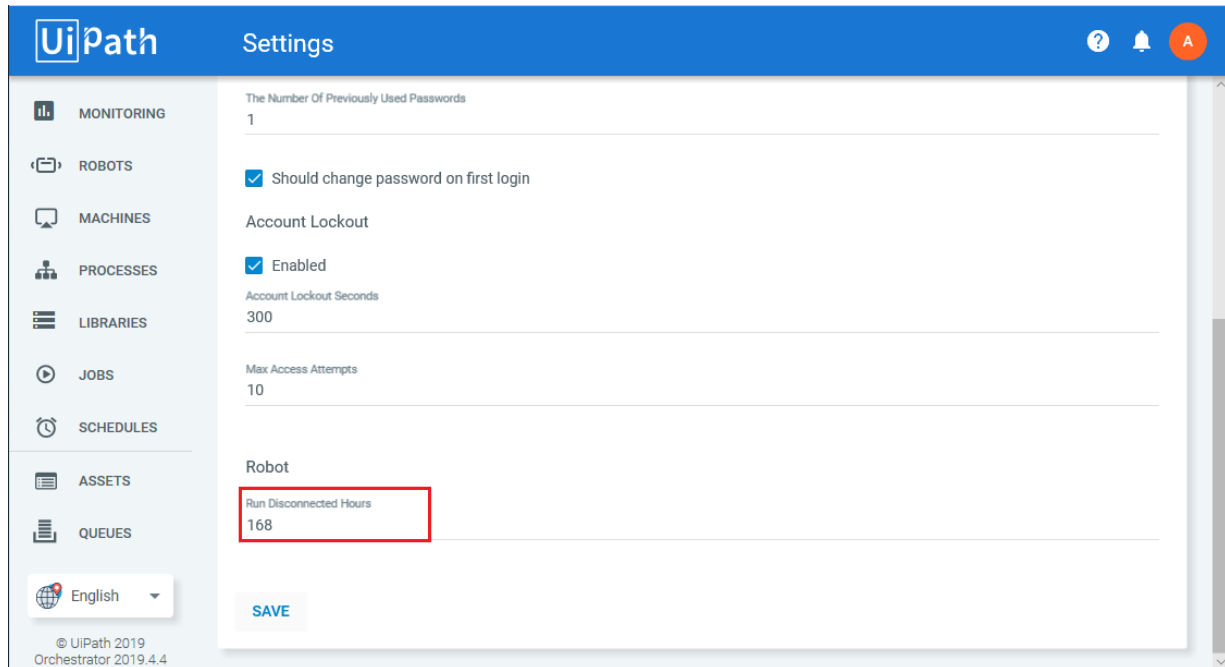 UiPath
Settings
?
A
MONITORING
ROBOTS
MACHINES
PROCESSES
LIBRARIES
JOBS
SCHEDULES
ASSETS
QUEUES
English
© UiPath 2019
Orchestrator 2019.4.4
The Number Of Previously Used Passwords
1
Should change password on first login
Account Lockout
Enabled
Account Lockout Seconds
300
Max Access Attempts
10
Robot
Run Disconnected Hours
168
SAVE